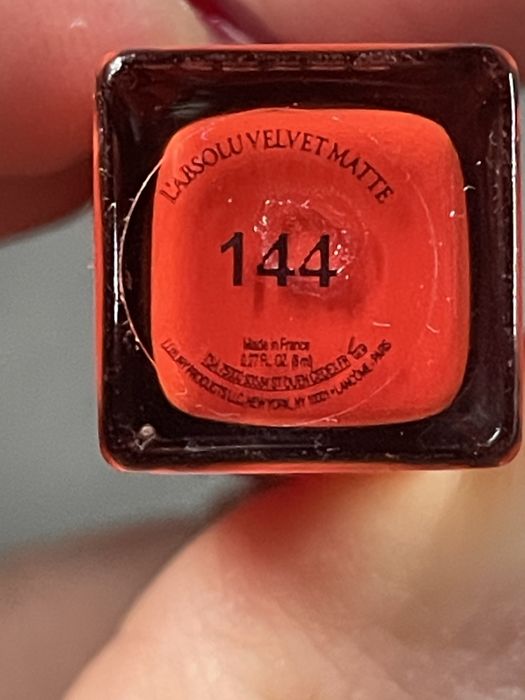 L'ABSOLU VELVET MATTE
144
Made in France
0.27 FL. OZ (8 ml)
LUXURY PRODUCTS LLC, NEW YORK, NY 10001 • LANCÔME • PARIS